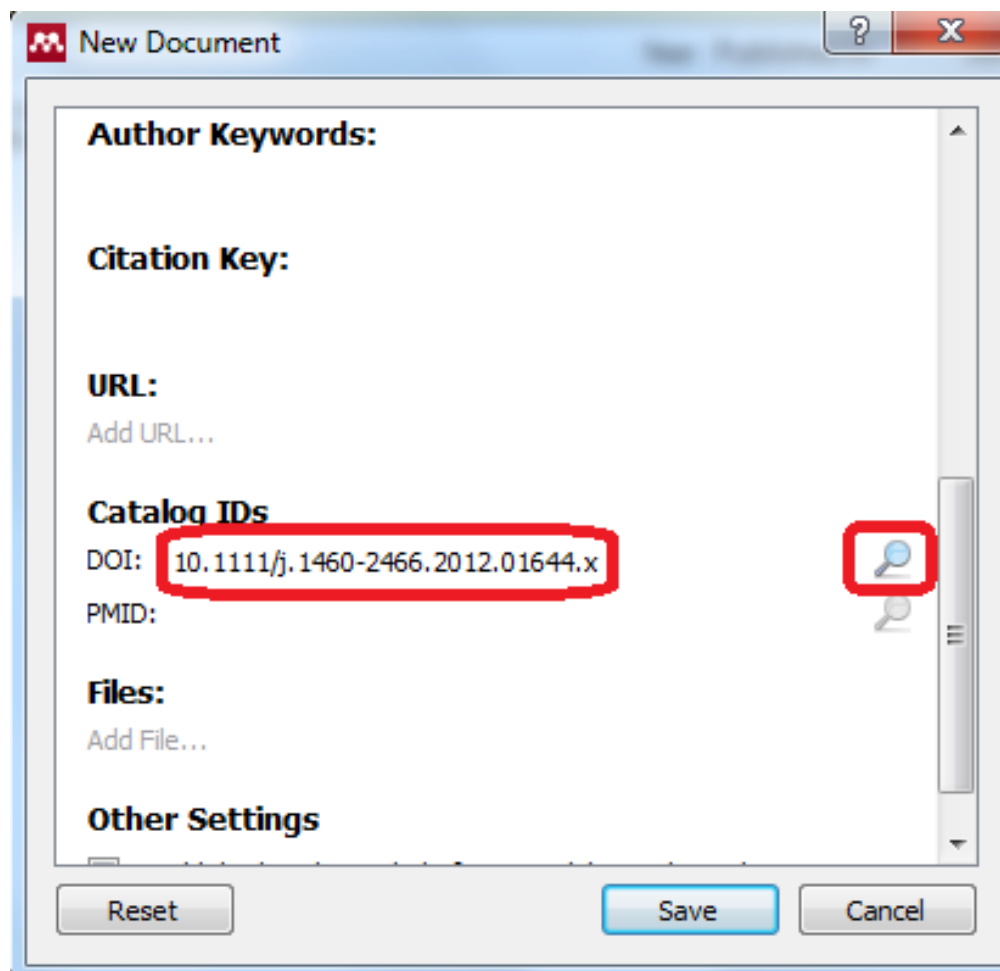 New Document
Author Keywords:
Citation Key:
URL:
Add URL...
Catalog IDs
DOI: 10.1111/j.1460-2466.2012.01644.x
PMID:
Files:
Add File...
Other Settings
Reset Save Cancel